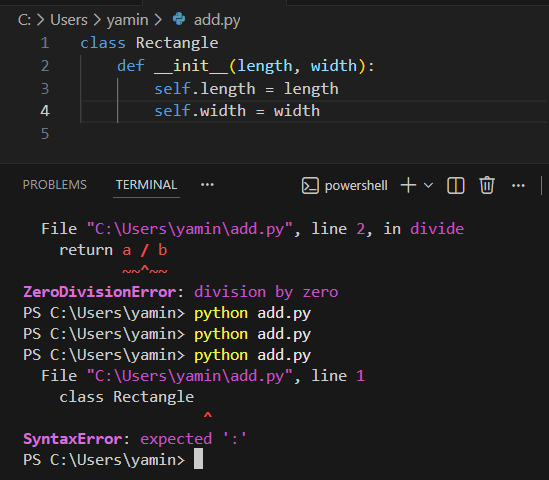 C: > Users > yamin > add.py
1 class Rectangle
2     def __init__(length, width):
3         self.length = length
4         self.width = width
5
PROBLEMS TERMINAL ··· powershell ···
  File "C:\Users\yamin\add.py", line 2, in divide
    return a / b
           ~~^~~
ZeroDivisionError: division by zero
PS C:\Users\yamin> python add.py
PS C:\Users\yamin> python add.py
PS C:\Users\yamin> python add.py
  File "C:\Users\yamin\add.py", line 1
    class Rectangle
                   ^
SyntaxError: expected ':'
PS C:\Users\yamin>